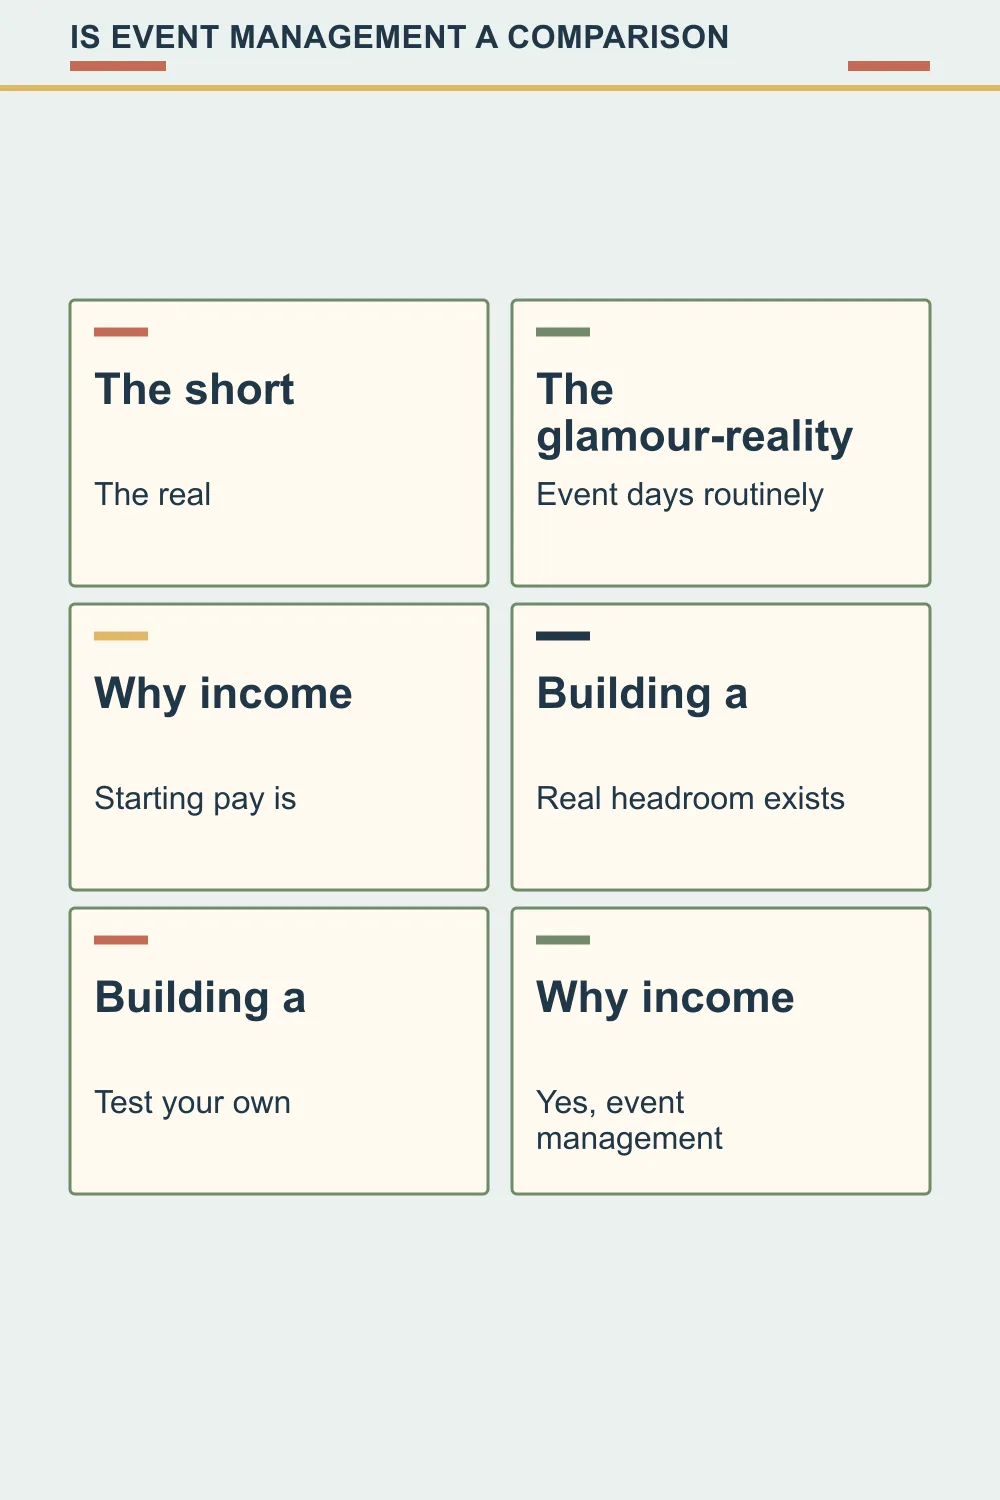 IS EVENT MANAGEMENT A COMPARISON
The short
The real
The
glamour-reality
Event days routinely
Why income
Starting pay is
Building a
Real headroom exists
Building a
Test your own
Why income
Yes, event
management